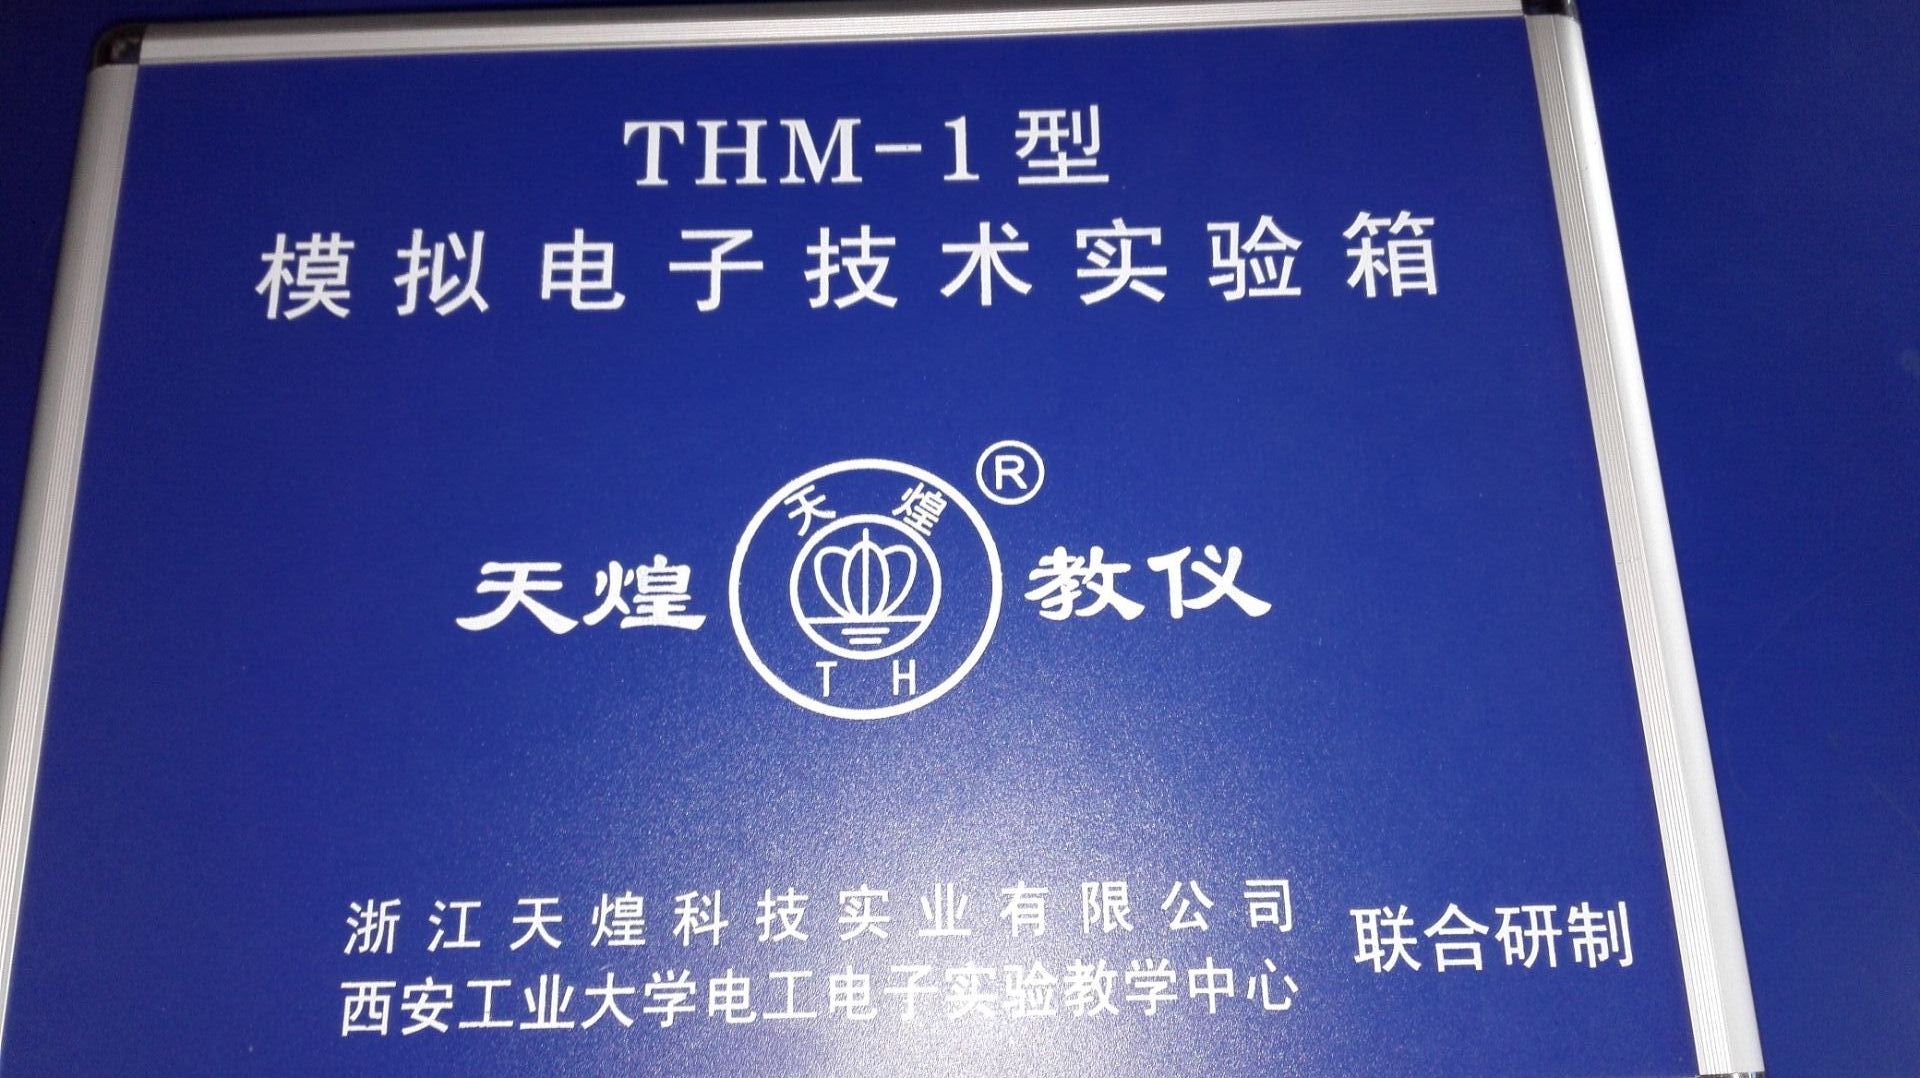 THM-1型
模拟电子技术实验箱
®
天煌
天煌
教仪
TH
浙江天煌科技实业有限公司
西安工业大学电工电子实验教学中心
联合研制